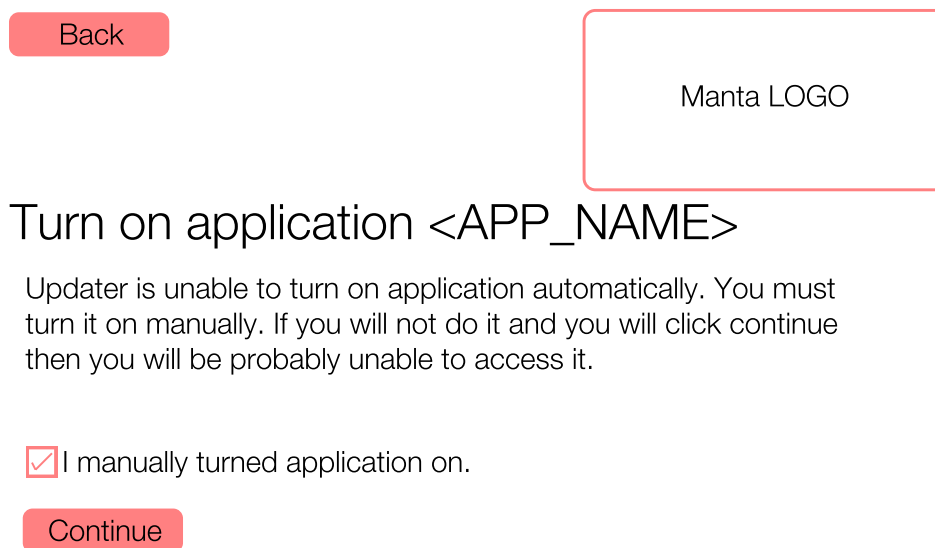 Back
Manta LOGO
Turn on application <APP_NAME>
Updater is unable to turn on application automatically. You must
turn it on manually. If you will not do it and you will click continue
then you will be probably unable to access it.
I manually turned application on.
Continue